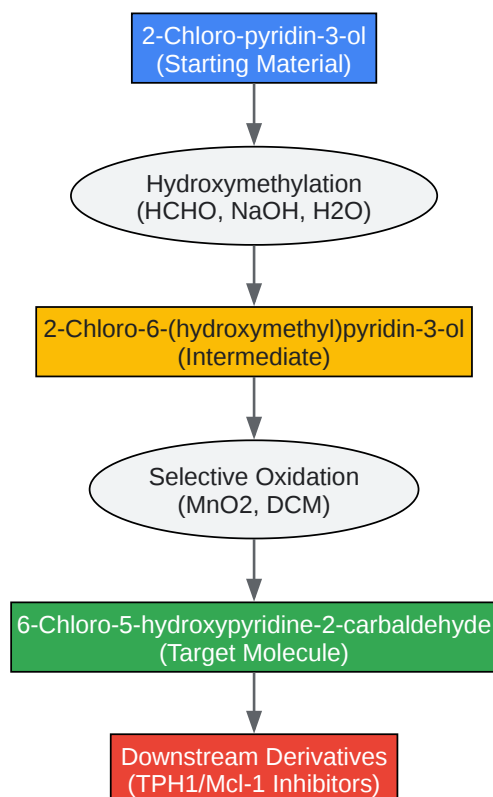 2-Chloro-pyridin-3-ol
(Starting Material)
Hydroxymethylation
(HCHO, NaOH, H2O)
2-Chloro-6-(hydroxymethyl)pyridin-3-ol
(Intermediate)
Selective Oxidation
(MnO2, DCM)
6-Chloro-5-hydroxypyridine-2-carbaldehyde
(Target Molecule)
Downstream Derivatives
(TPH1/Mcl-1 Inhibitors)